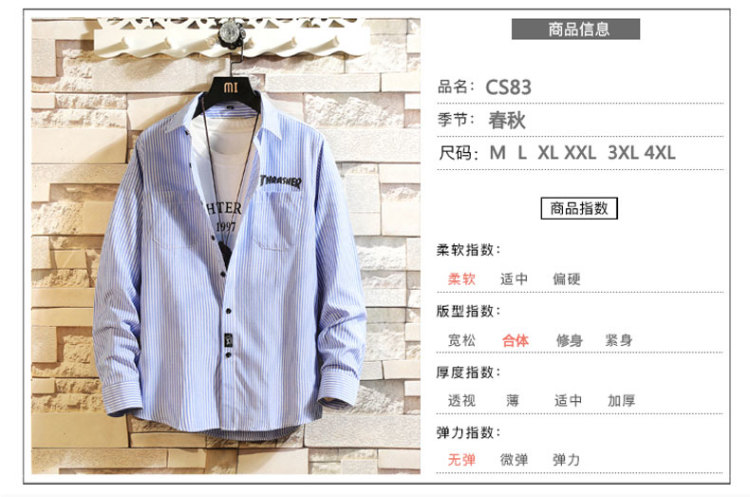 商品信息
品名: CS83
季节: 春秋
尺码: M L XL XXL 3XL 4XL
商品指数
柔软指数:
柔软 适中 偏硬
版型指数:
宽松 合体 修身 紧身
厚度指数:
透视 薄 适中 加厚
弹力指数:
无弹 微弹 弹力
MI
THRASHER
HTER
1997